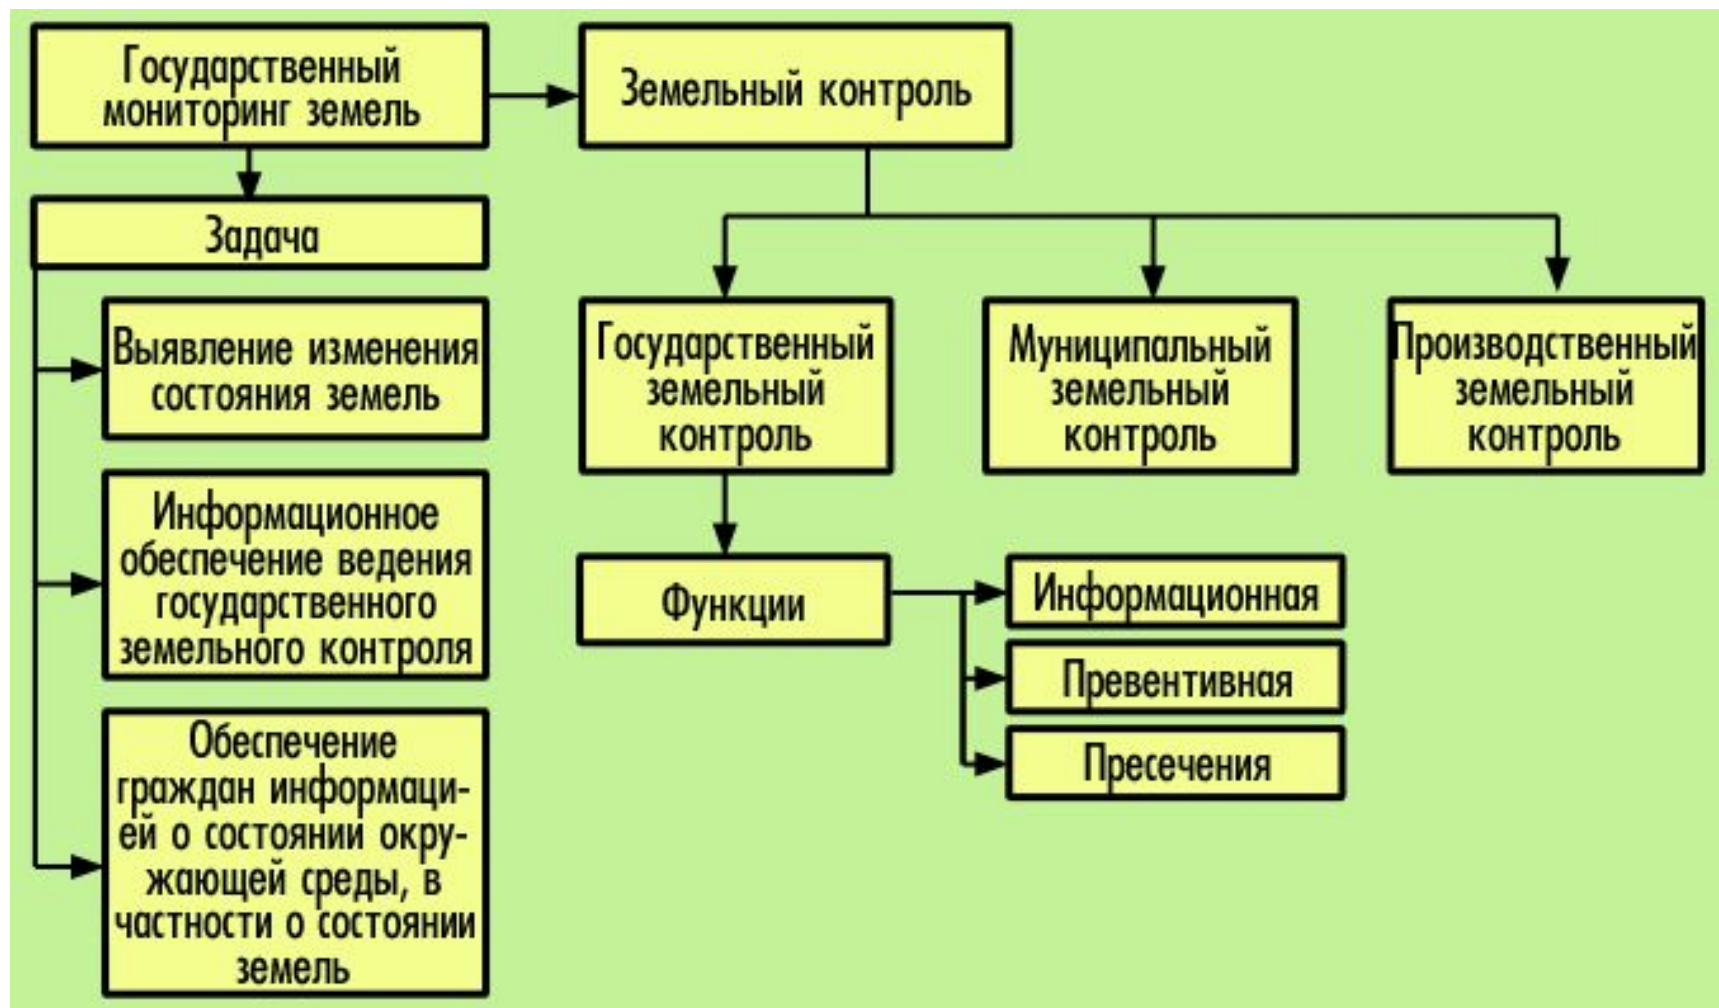 Государственный
мониторинг земель
Земельный контроль
Задача
Выявление изменения
состояния земель
Информационное
обеспечение ведения
государственного
земельного контроля
Обеспечение
граждан информаци-
ей о состоянии окру-
жающей среды, в
частности о состоянии
земель
Государственный
земельный
контроль
Муниципальный
земельный
контроль
Производственный
земельный
контроль
Функции
Информационная
Превентивная
Пресечения